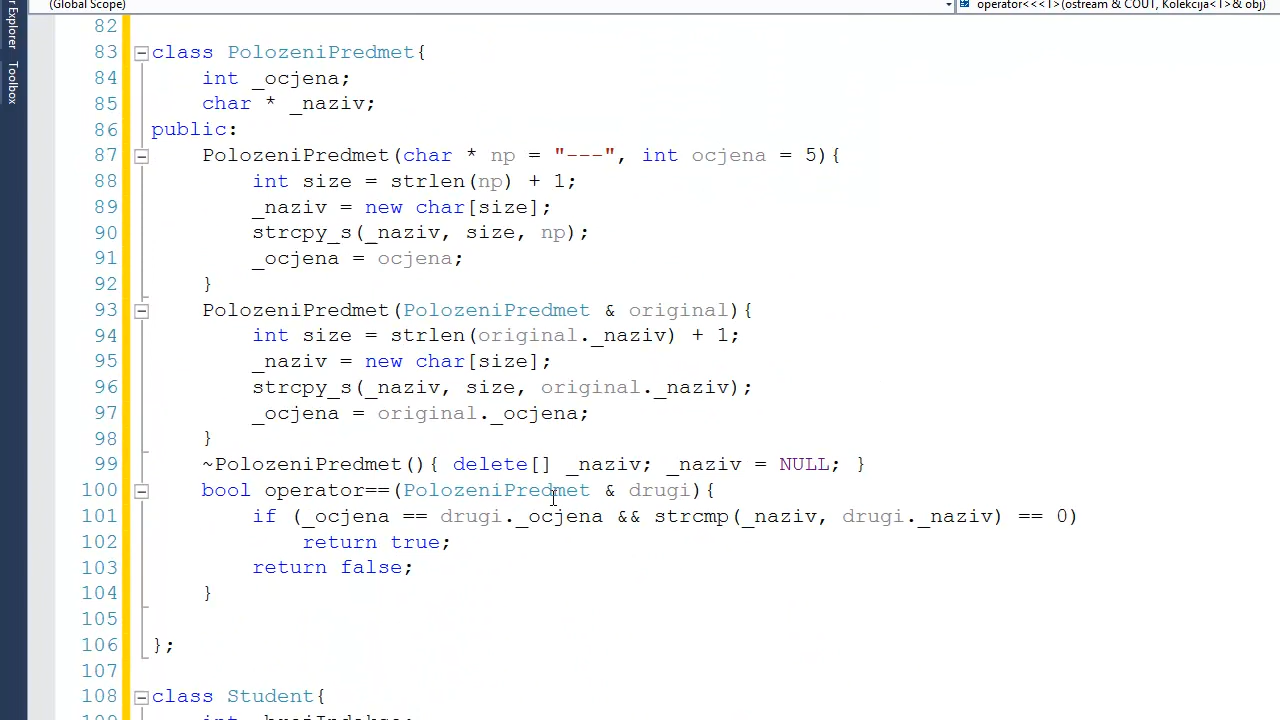 (Global Scope)
operator<<<T>(ostream & COUT, Kolekcija<T>& obj)
r Explorer
Toolbox
82
83 class PolozeniPredmet{
84 int _ocjena;
85 char * _naziv;
86 public:
87 PolozeniPredmet(char * np = "---", int ocjena = 5){
88 int size = strlen(np) + 1;
89 _naziv = new char[size];
90 strcpy_s(_naziv, size, np);
91 _ocjena = ocjena;
92 }
93 PolozeniPredmet(PolozeniPredmet & original){
94 int size = strlen(original._naziv) + 1;
95 _naziv = new char[size];
96 strcpy_s(_naziv, size, original._naziv);
97 _ocjena = original._ocjena;
98 }
99 ~PolozeniPredmet(){ delete[] _naziv; _naziv = NULL; }
100 bool operator==(PolozeniPredmet & drugi){
101 if (_ocjena == drugi._ocjena && strcmp(_naziv, drugi._naziv) == 0)
102 return true;
103 return false;
104 }
105
106 };
107
108 class Student{
109 int _brojIndeksa;